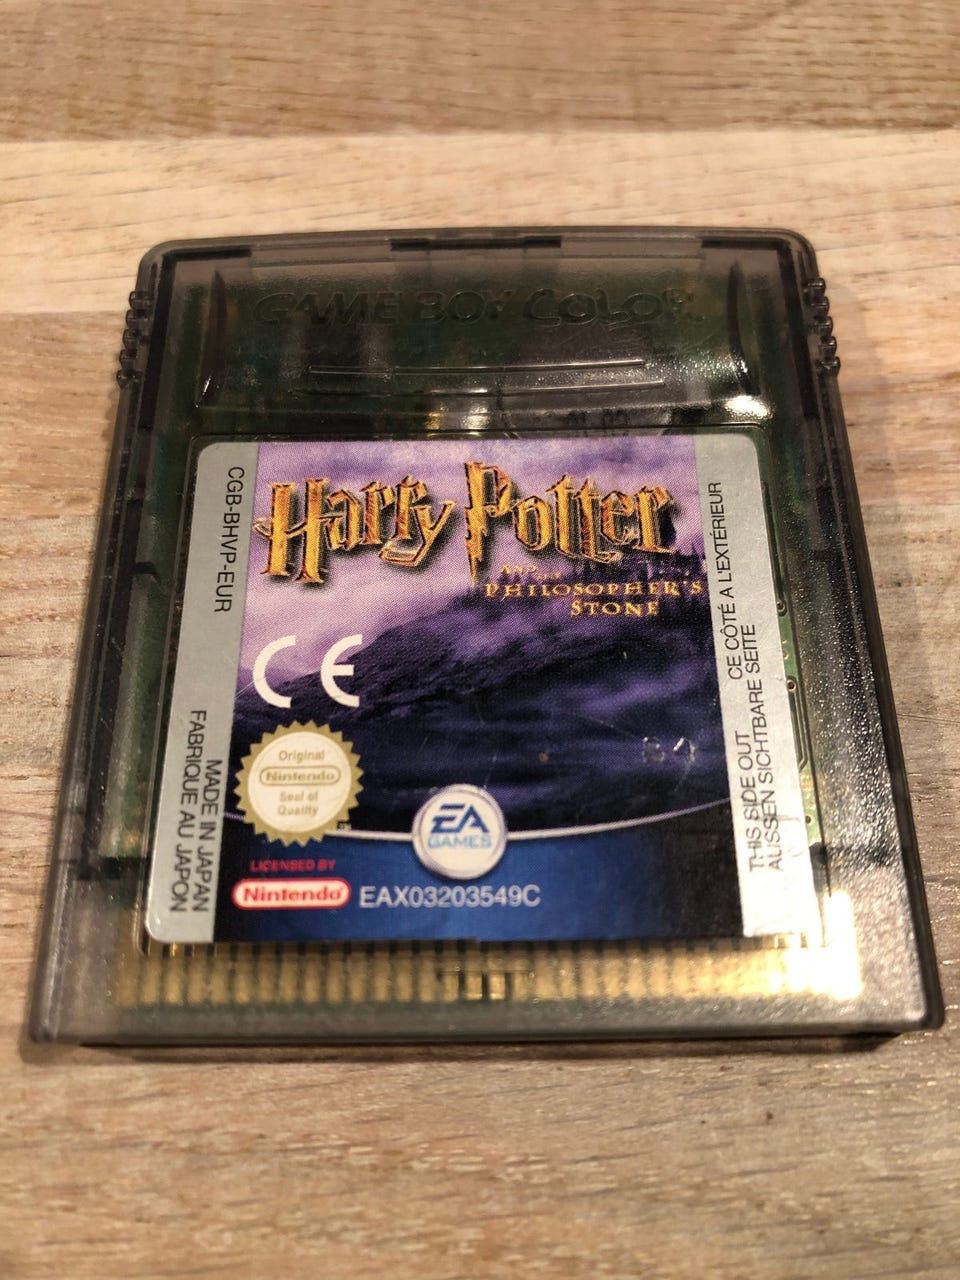 GAME BOY COLOR
CGB-BHVP-EUR
Harry Potter
AND THE
PHILOSOPHER'S
STONE
CE
Original
Nintendo
Seal of
Quality
EA
GAMES
LICENSED BY
Nintendo
EAX03203549C
MADE IN JAPAN
FABRIQUE AU JAPON
THIS SIDE OUT
CE CÔTÉ A L'EXTÉRIEUR
AUSSEN SICHTBARE SEITE